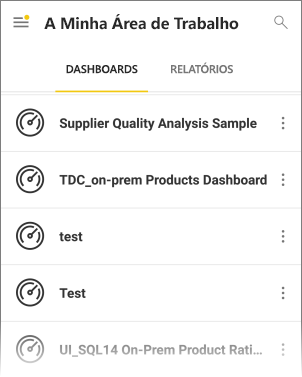 A Minha Área de Trabalho
DASHBOARDS RELATÓRIOS
Supplier Quality Analysis Sample
TDC_on-prem Products Dashboard
test
Test
UI_SQL14 On-Prem Product Rati...